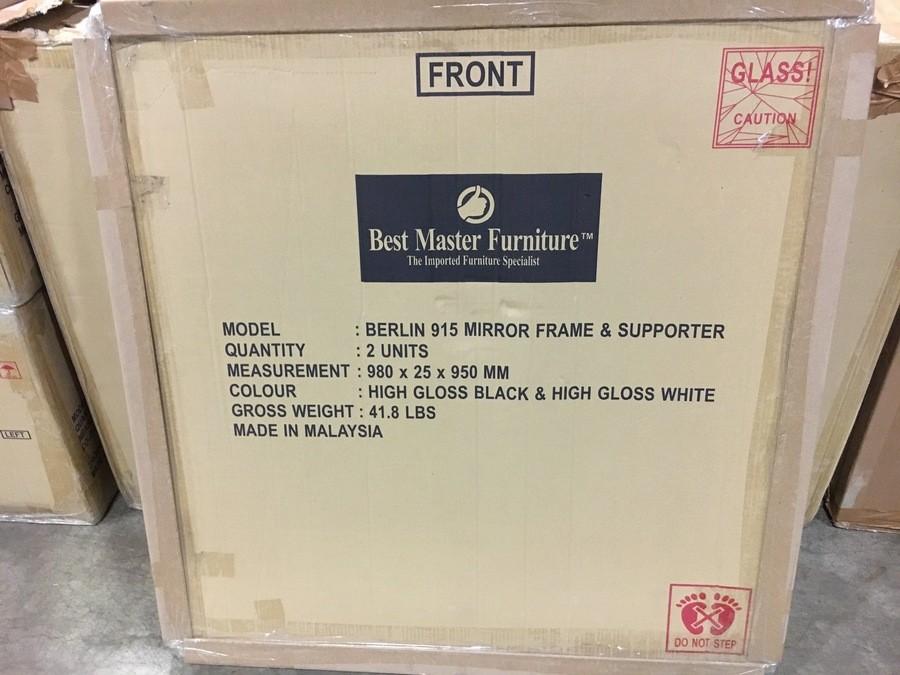 FRONT
GLASS!
CAUTION
Best Master Furniture™
The Imported Furniture Specialist
MODEL : BERLIN 915 MIRROR FRAME & SUPPORTER
QUANTITY : 2 UNITS
MEASUREMENT : 980 x 25 x 950 MM
COLOUR : HIGH GLOSS BLACK & HIGH GLOSS WHITE
GROSS WEIGHT : 41.8 LBS
MADE IN MALAYSIA
LEFT
DO NOT STEP